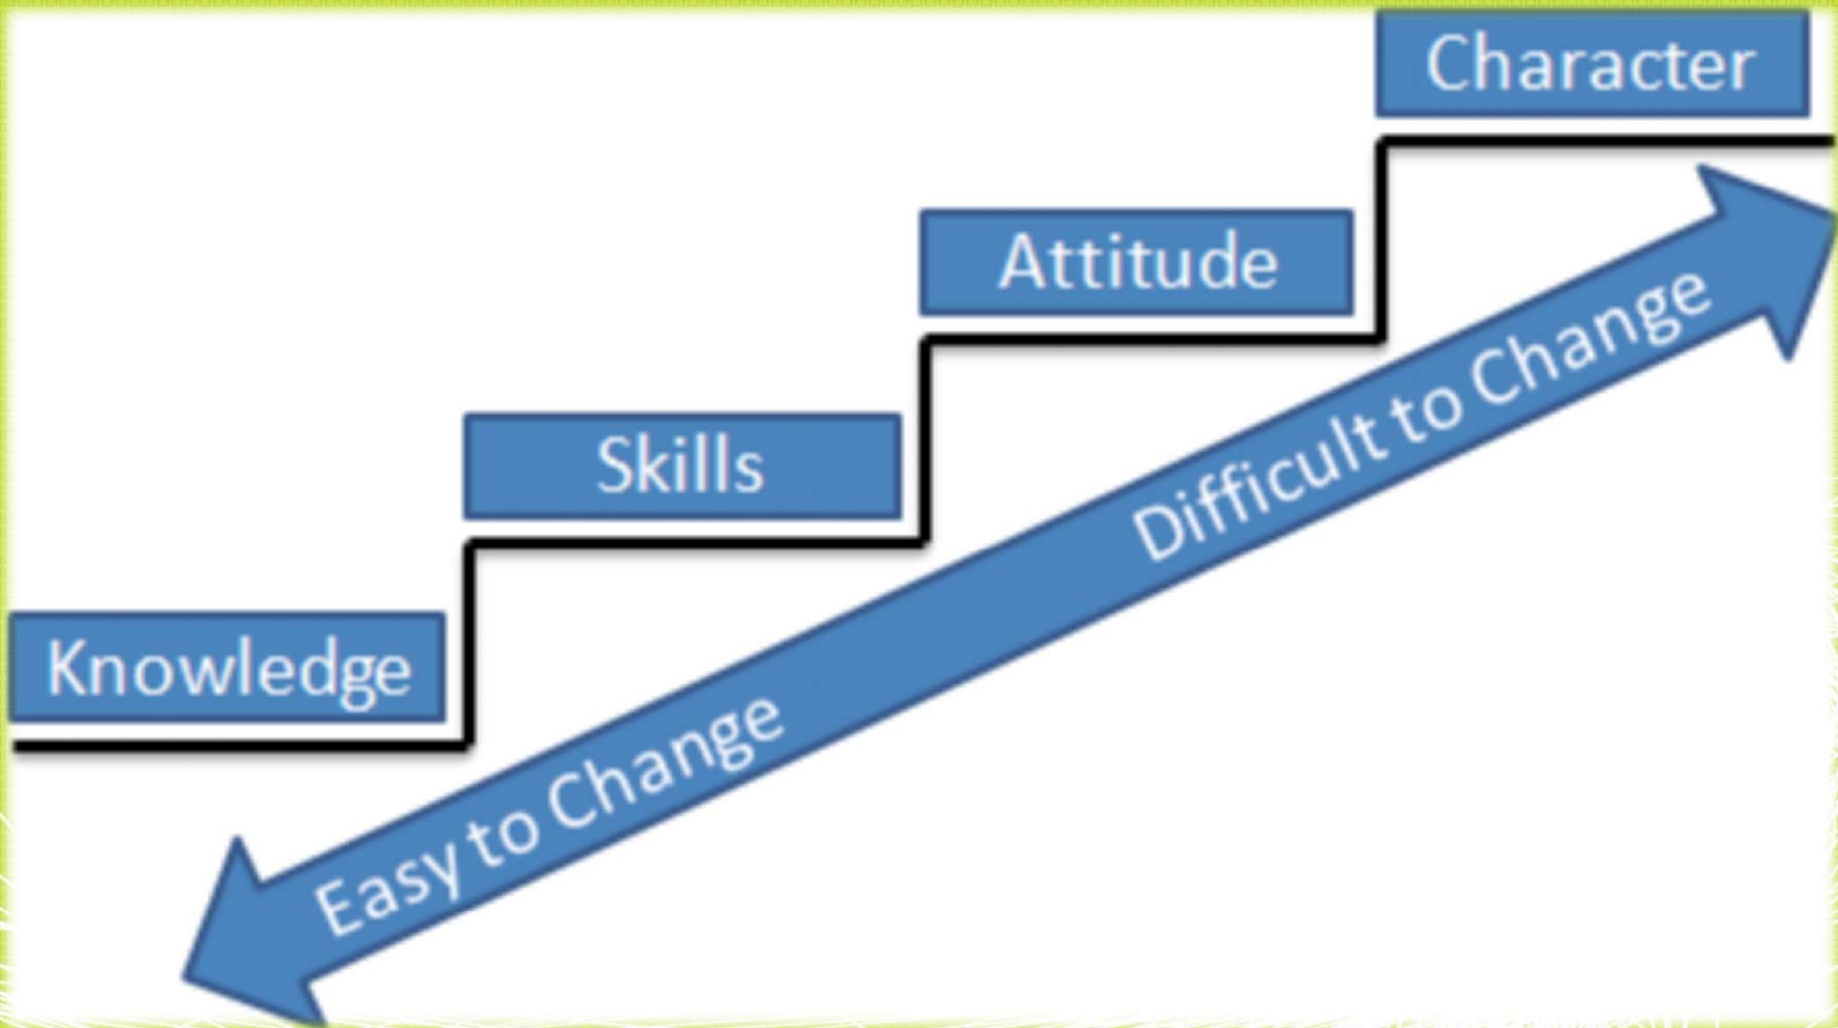 Character
Attitude
Skills
Knowledge
Difficult to Change
Easy to Change